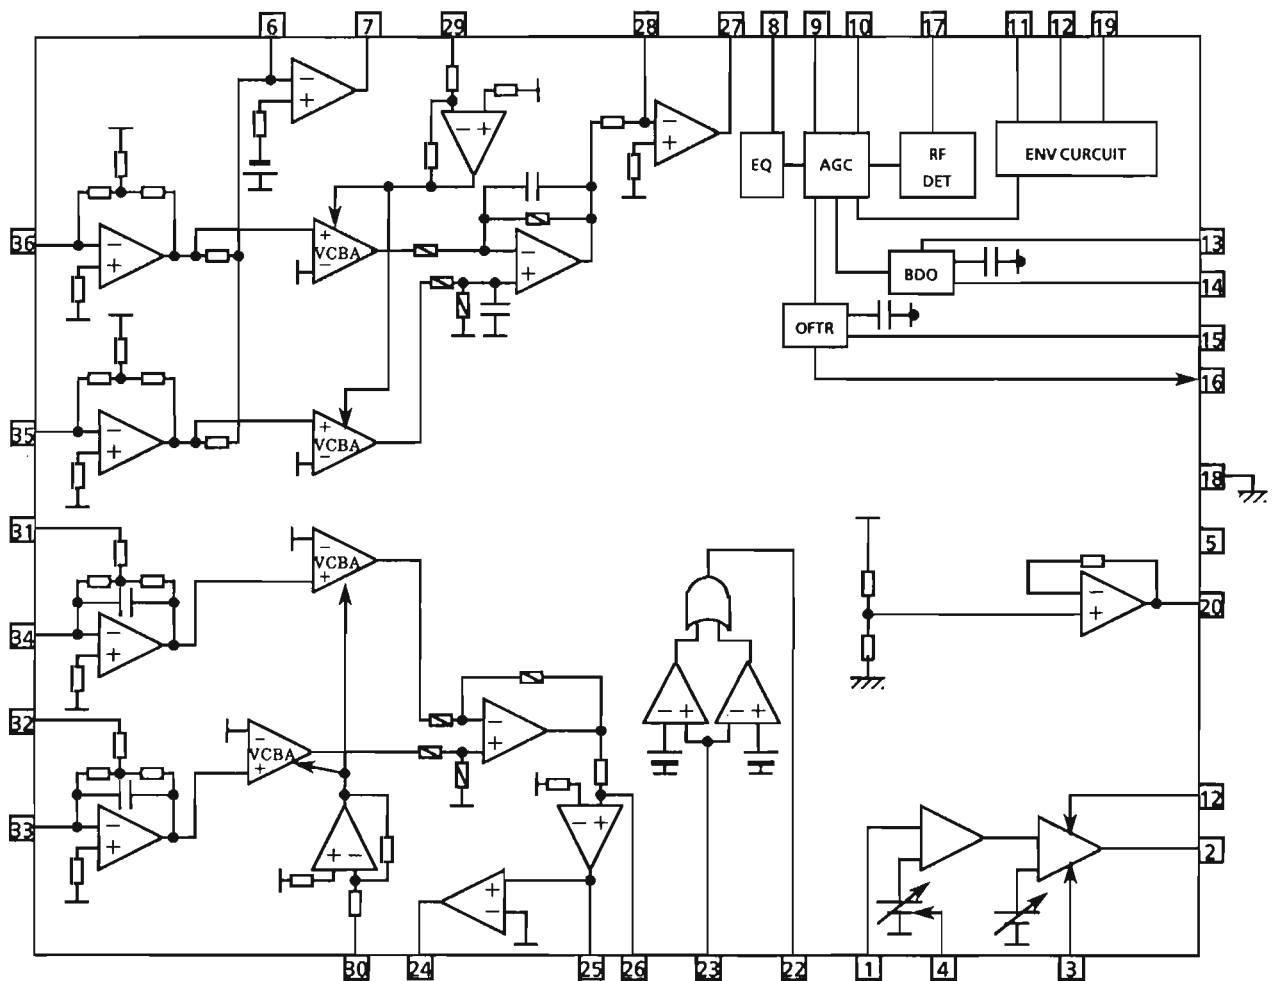 6 7 29 28 27 8 9 10 17 11 12 19
− +
− +
− +
EQ AGC RF DET ENV CURCUIT
36 − +
+ VCBA −
− +
13
BDO
14
OFTR
15
16
35 − +
+ VCBA −
18
31
− VCBA +
5
34 − +
− +
20
32
− VCBA +
− +
− + − +
33 − +
+ −
− +
12
2
+ −
30 24 25 26 23 22 1 4 3